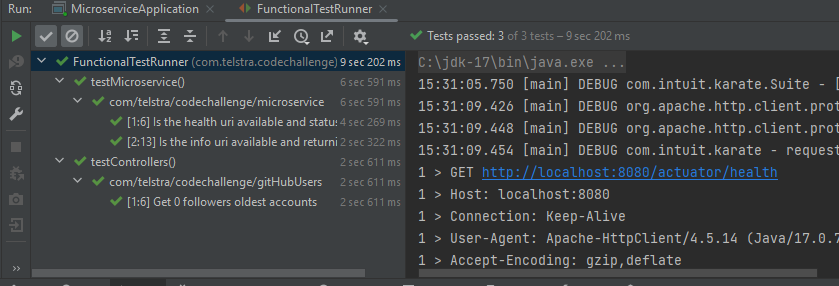 Run: MicroserviceApplication × FunctionalTestRunner ×
Tests passed: 3 of 3 tests – 9 sec 202 ms
FunctionalTestRunner (com.telstra.codechallenge) 9 sec 202 ms
testMicroservice() 6 sec 591 ms
com/telstra/codechallenge/microservice 6 sec 591 ms
[1:6] Is the health uri available and statu 4 sec 269 ms
[2:13] Is the info uri available and returni 2 sec 322 ms
testControllers() 2 sec 611 ms
com/telstra/codechallenge/gitHubUsers 2 sec 611 ms
[1:6] Get 0 followers oldest accounts 2 sec 611 ms
C:\jdk-17\bin\java.exe ...
15:31:05.750 [main] DEBUG com.intuit.karate.Suite - [
15:31:09.426 [main] DEBUG org.apache.http.client.prot
15:31:09.448 [main] DEBUG org.apache.http.client.prot
15:31:09.454 [main] DEBUG com.intuit.karate - request
1 > GET http://localhost:8080/actuator/health
1 > Host: localhost:8080
1 > Connection: Keep-Alive
1 > User-Agent: Apache-HttpClient/4.5.14 (Java/17.0.7
1 > Accept-Encoding: gzip,deflate